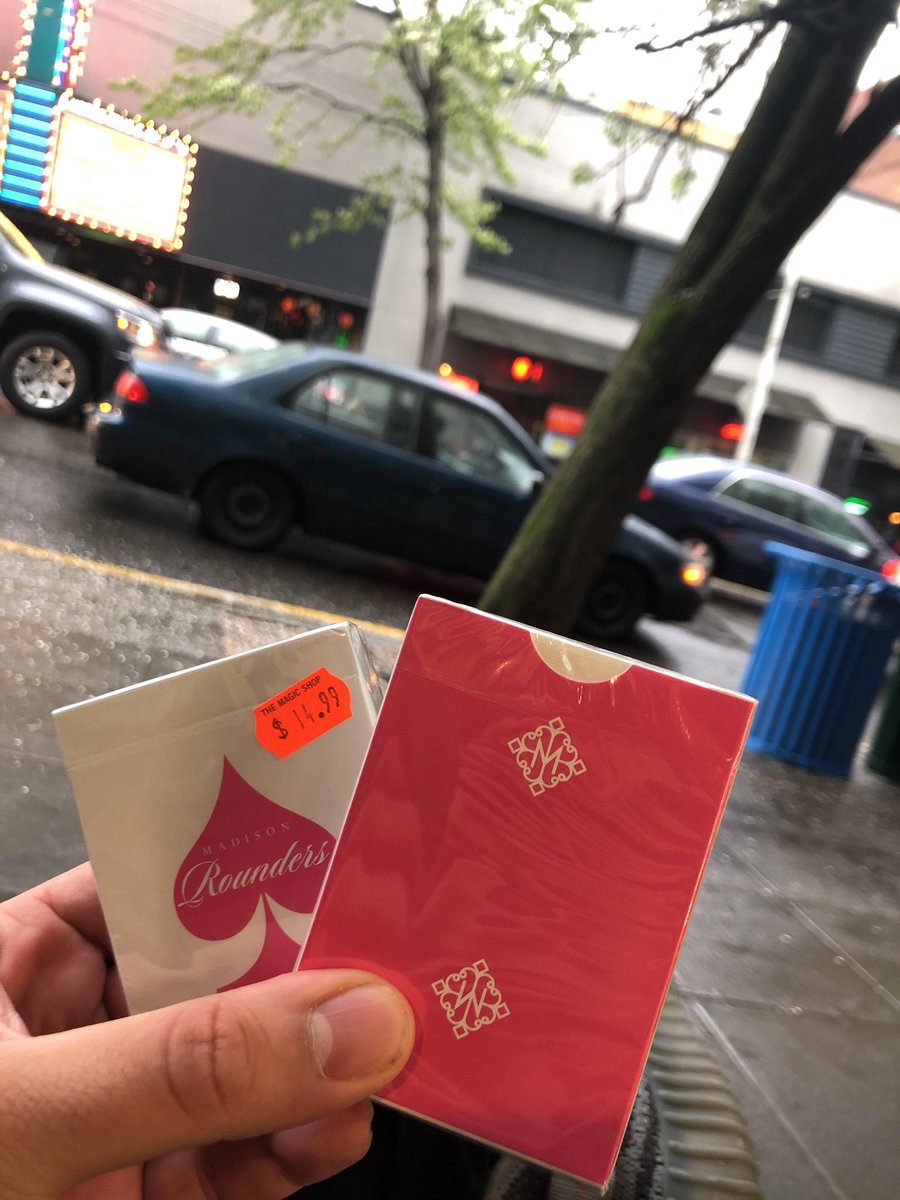 THE MAGIC SHOP
$ 14.99
MADISON
Rounders